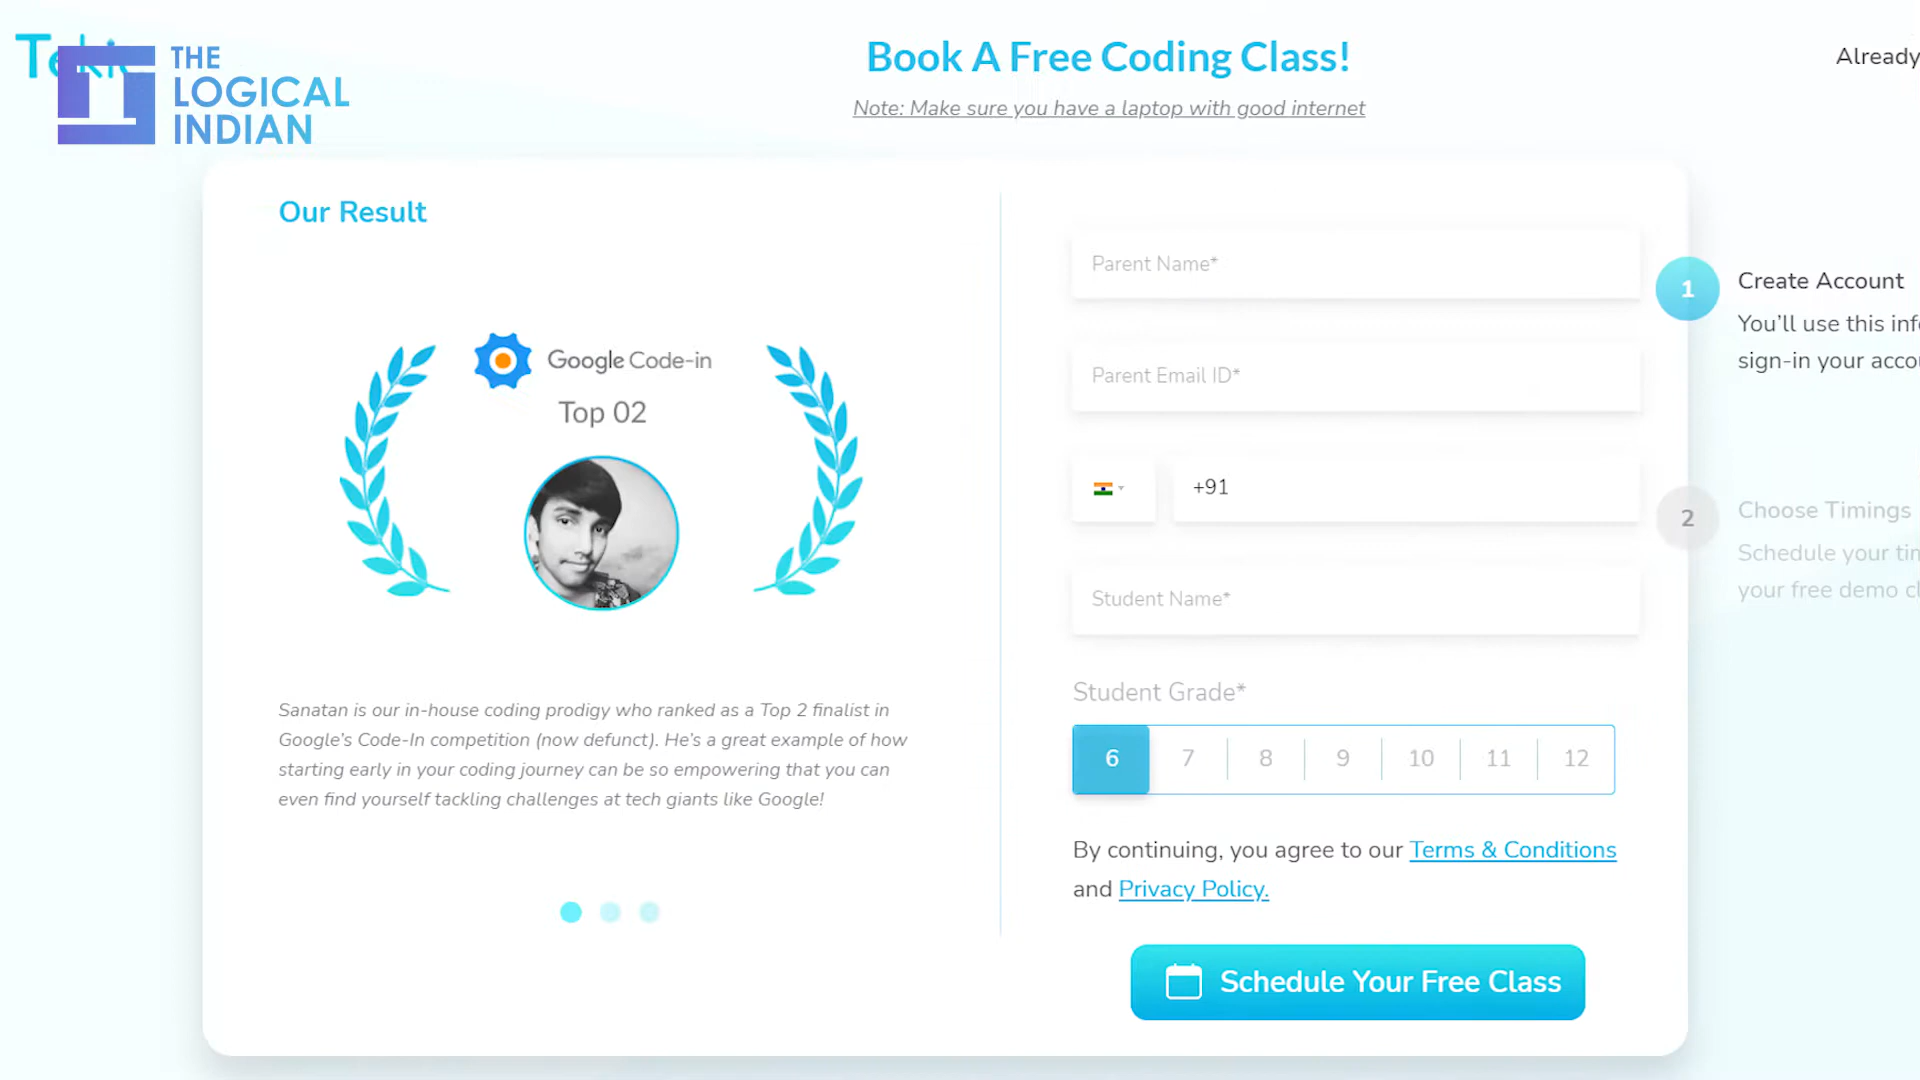 THE
LOGICAL
INDIAN
Book A Free Coding Class!
Note: Make sure you have a laptop with good internet
Already
Our Result
Google Code-in
Top 02
Sanatan is our in-house coding prodigy who ranked as a Top 2 finalist in
Google's Code-In competition (now defunct). He's a great example of how
starting early in your coding journey can be so empowering that you can
even find yourself tackling challenges at tech giants like Google!
Parent Name*
Parent Email ID*
+91
Student Name*
Student Grade*
6 7 8 9 10 11 12
By continuing, you agree to our Terms & Conditions
and Privacy Policy.
Schedule Your Free Class
1 Create Account
You'll use this
sign-in your
2 Choose Timings
Schedule your
your free demo